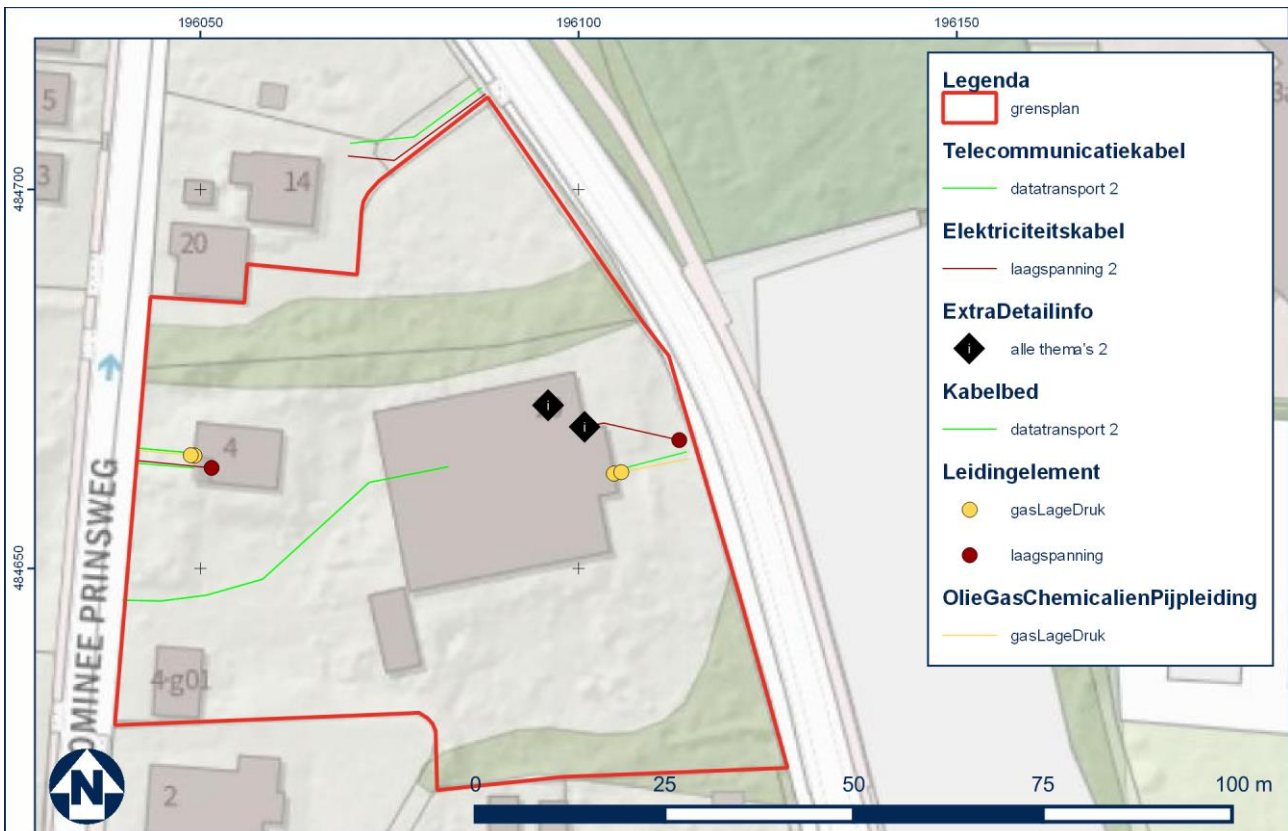 196050
196100
196150
484700
484650
5
3
14
20
4
4-g01
2
OMINEE PRINSWEG
i
i
Legenda
grensplan
Telecommunicatiekabel
datatransport 2
Elektriciteitskabel
laagspanning 2
ExtraDetailinfo
i
alle thema's 2
Kabelbed
datatransport 2
Leidingelement
gasLageDruk
laagspanning
OlieGasChemicalienPijpleiding
gasLageDruk
N
0 25 50 75 100 m